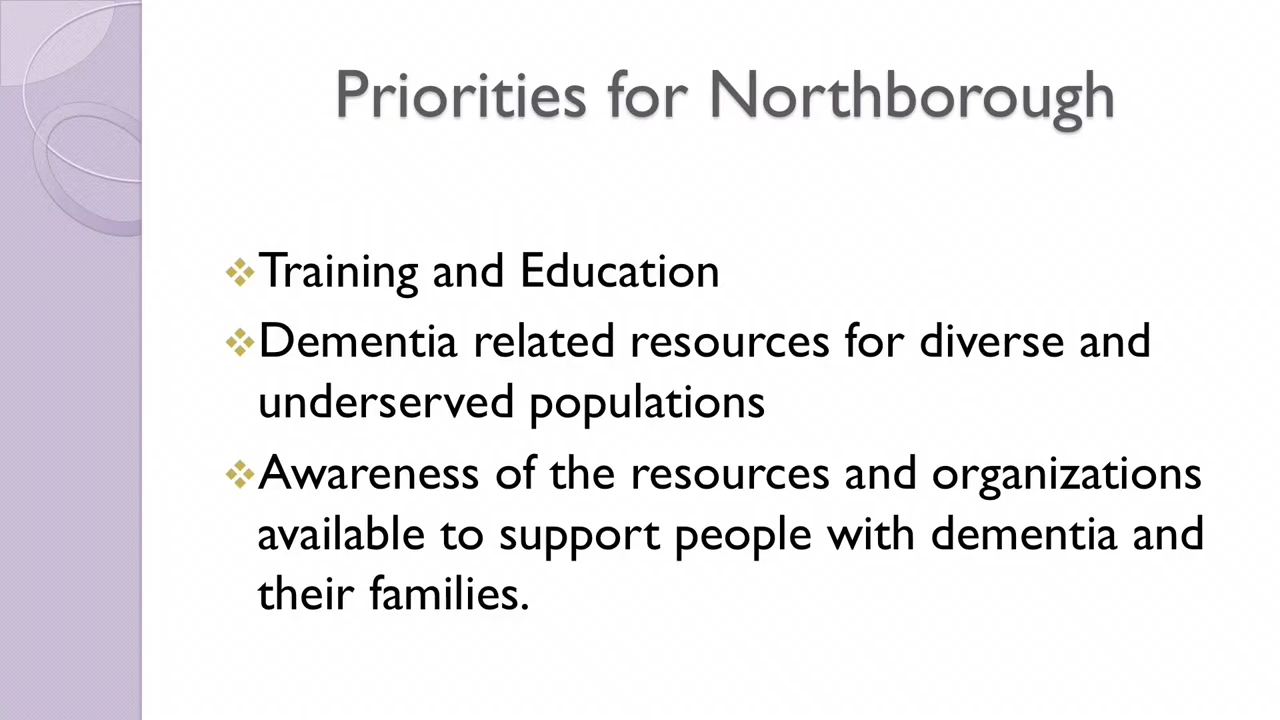 Priorities for Northborough
❖Training and Education
❖Dementia related resources for diverse and
underserved populations
❖Awareness of the resources and organizations
available to support people with dementia and
their families.